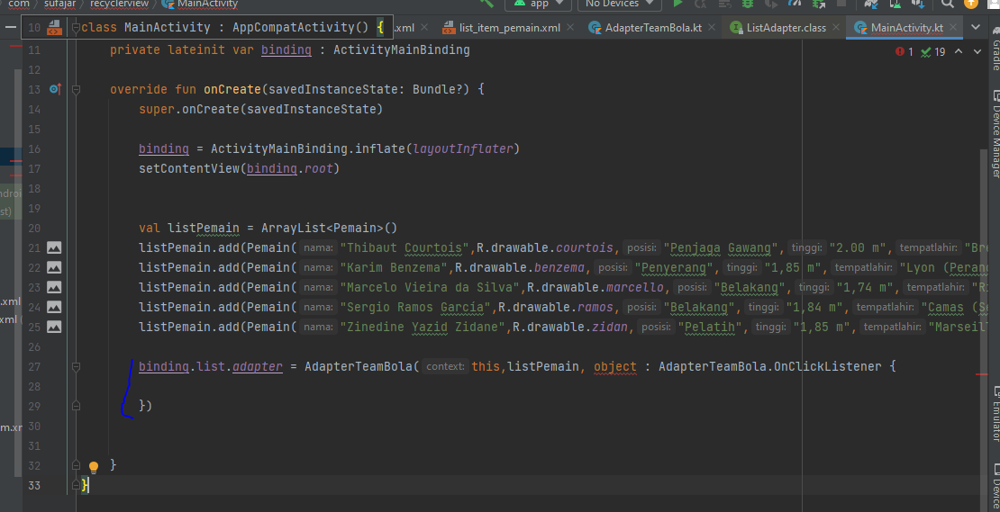 com sufajar recyclerview MainActivity app No Devices
10 class MainActivity : AppCompatActivity() { .xml list_item_pemain.xml AdapterTeamBola.kt ListAdapter.class MainActivity.kt
11 private lateinit var binding : ActivityMainBinding
1 19
12
13 override fun onCreate(savedInstanceState: Bundle?) {
14 super.onCreate(savedInstanceState)
15
16 binding = ActivityMainBinding.inflate(layoutInflater)
17 setContentView(binding.root)
18
19
20 val listPemain = ArrayList<Pemain>()
21 listPemain.add(Pemain( nama: "Thibaut Courtois",R.drawable.courtois, posisi: "Penjaga Gawang", tinggi: "2.00 m", tempatlahir: "Bre
22 listPemain.add(Pemain( nama: "Karim Benzema",R.drawable.benzema, posisi: "Penyerang", tinggi: "1,85 m", tempatlahir: "Lyon (Peran
23 listPemain.add(Pemain( nama: "Marcelo Vieira da Silva",R.drawable.marcello, posisi: "Belakang", tinggi: "1,74 m", tempatlahir: "Ri
24 listPemain.add(Pemain( nama: "Sergio Ramos Garcia",R.drawable.ramos, posisi: "Belakang", tinggi: "1,84 m", tempatlahir: "Camas (Se
25 listPemain.add(Pemain( nama: "Zinedine Yazid Zidane",R.drawable.zidan, posisi: "Pelatih", tinggi: "1,85 m", tempatlahir: "Marseil
26
27 binding.list.adapter = AdapterTeamBola( context: this,listPemain, object : AdapterTeamBola.OnClickListener {
28
29 })
30
31
32 }
33 }
ndroi
st)
.xml
xml (
m.xm
Gradle
Device Manager
Emulator
Device